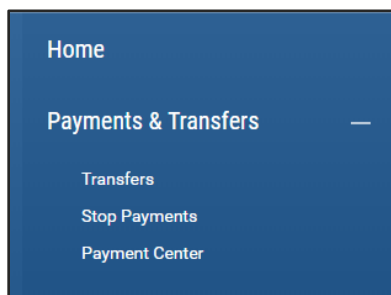 Home
Payments & Transfers
Transfers
Stop Payments
Payment Center